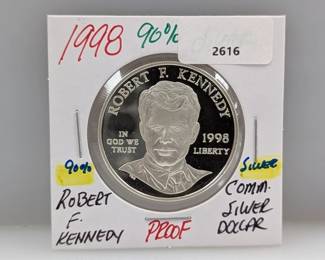 1998 90%
2616
ROBERT F. KENNEDY
IN
GOD WE
TRUST
1998
LIBERTY
90%
SILVER
ROBERT
F.
KENNEDY
PROOF
COMM.
SILVER
DOLLAR